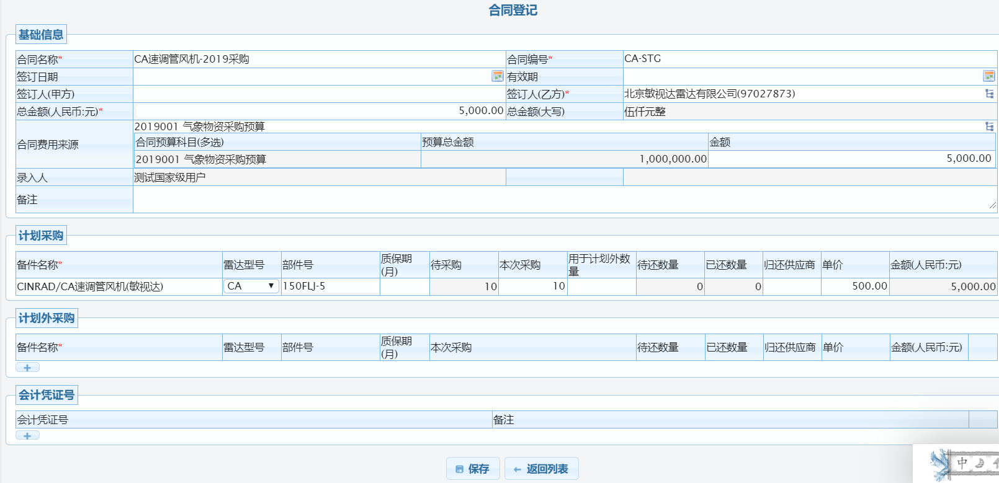 合同登记
基础信息
合同名称* CA速调管风机-2019采购 合同编号* CA-STG
签订日期 有效期
签订人(甲方) 签订人(乙方)* 北京敏视达雷达有限公司(97027873)
总金额(人民币:元)* 5,000.00 总金额(大写) 伍仟元整
合同费用来源 2019001 气象物资采购预算
合同预算科目(多选) 预算总金额 金额
2019001 气象物资采购预算 1,000,000.00 5,000.00
录入人 测试国家级用户
备注
计划采购
备件名称* 雷达型号 部件号 质保期(月) 待采购 本次采购 用于计划外数量 待还数量 已还数量 归还供应商 单价 金额(人民币:元)
CINRAD/CA速调管风机(敏视达) CA 150FLJ-5 10 10 0 0 500.00 5,000.00
计划外采购
备件名称* 雷达型号 部件号 质保期(月) 本次采购 待还数量 已还数量 归还供应商 单价 金额(人民币:元)
会计凭证号
会计凭证号 备注
保存 返回列表
中